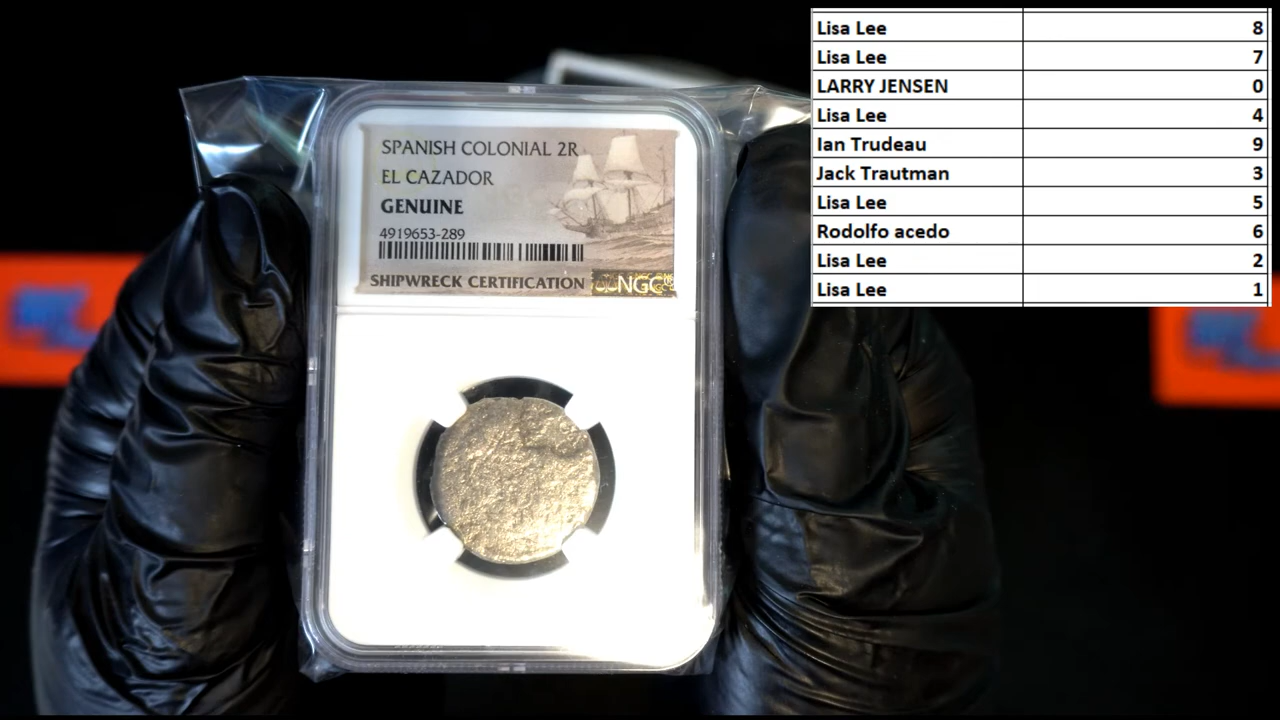 SPANISH COLONIAL 2R
EL CAZADOR
GENUINE
4919653-289
SHIPWRECK CERTIFICATION
NGC
Lisa Lee 8
Lisa Lee 7
LARRY JENSEN 0
Lisa Lee 4
Ian Trudeau 9
Jack Trautman 3
Lisa Lee 5
Rodolfo acedo 6
Lisa Lee 2
Lisa Lee 1